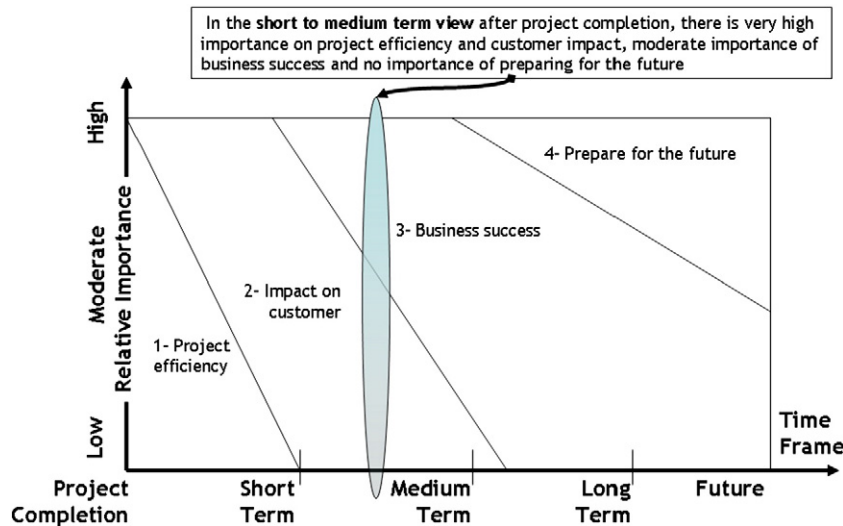 In the short to medium term view after project completion, there is very high
importance on project efficiency and customer impact, moderate importance of
business success and no importance of preparing for the future
High
Moderate
Low
Relative Importance
4- Prepare for the future
3- Business success
2- Impact on
customer
1- Project
efficiency
Time
Frame
Project
Completion
Short
Term
Medium
Term
Long
Term
Future